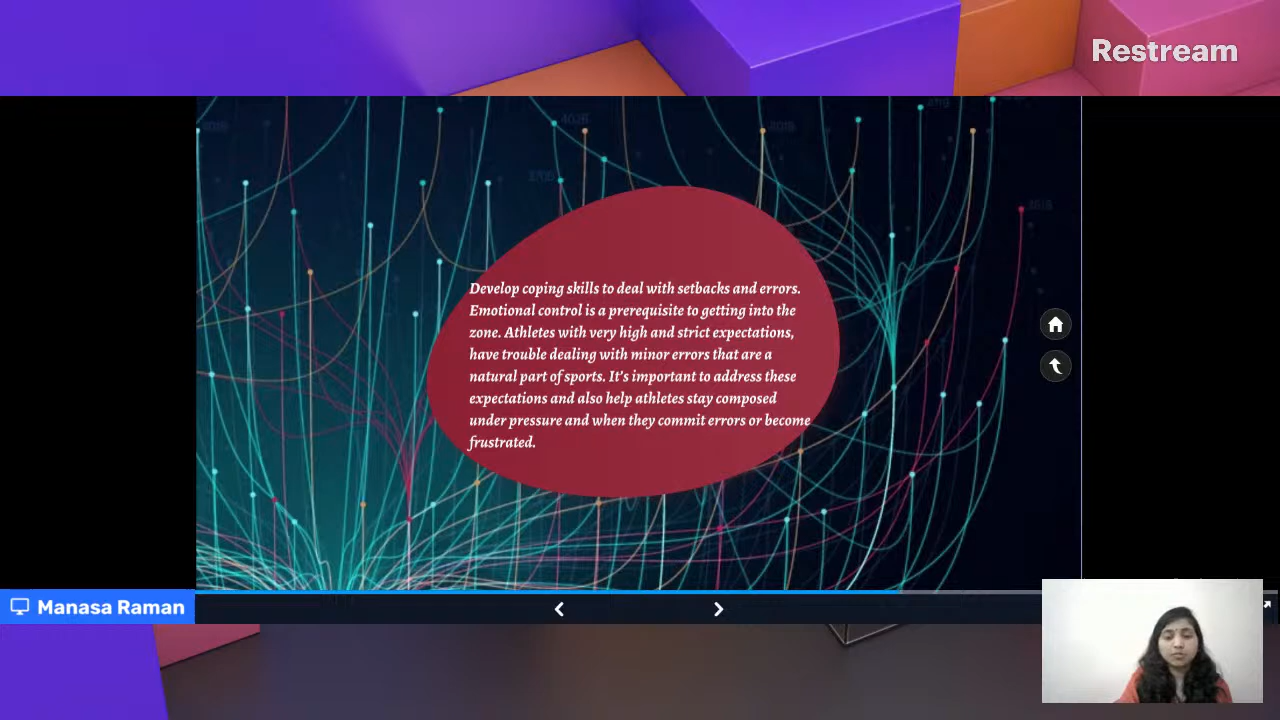 Restream
Develop coping skills to deal with setbacks and errors.
Emotional control is a prerequisite to getting into the
zone. Athletes with very high and strict expectations,
have trouble dealing with minor errors that are a
natural part of sports. It's important to address these
expectations and also help athletes stay composed
under pressure and when they commit errors or become
frustrated.
Manasa Raman